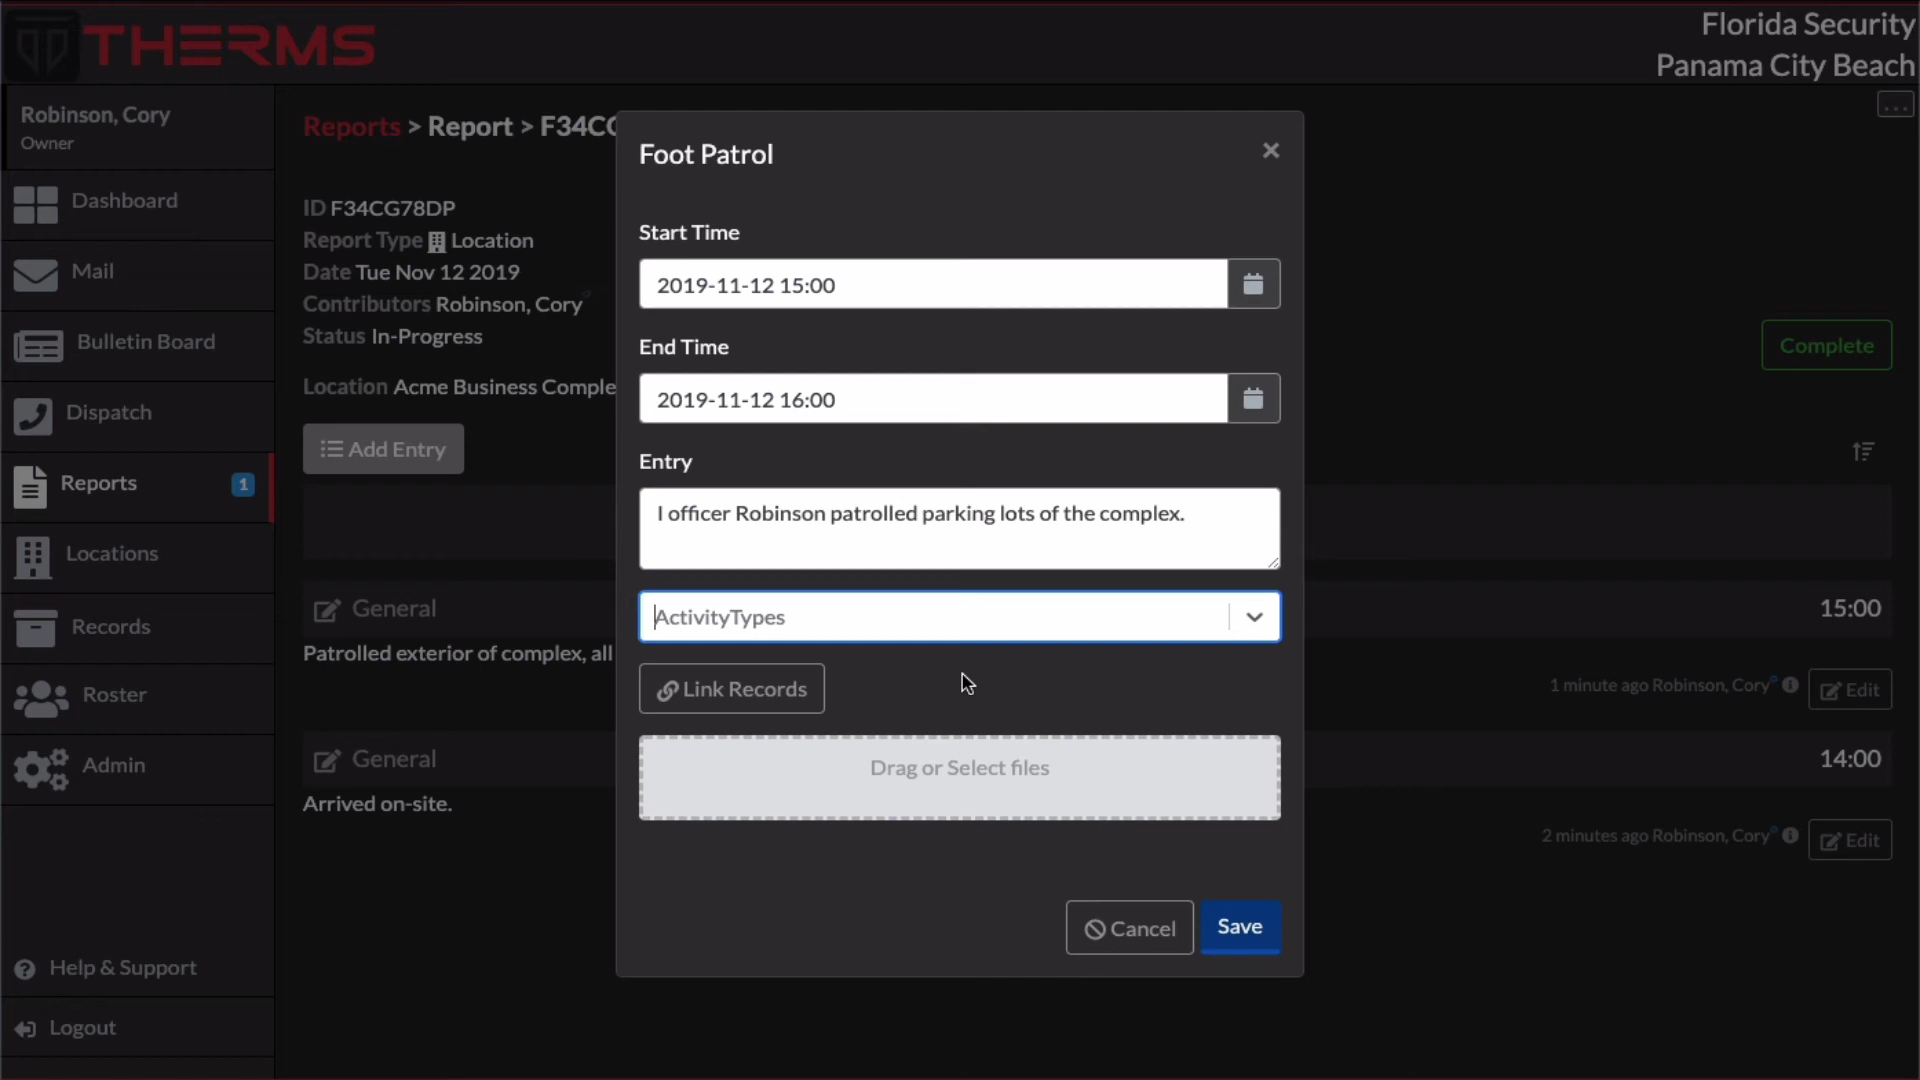 THERMS
Florida Security
Panama City Beach
...
Robinson, Cory
Owner
Dashboard
Mail
Bulletin Board
Dispatch
Reports 1
Locations
Records
Roster
Admin
Help & Support
Logout
Reports > Report > F34CG
ID F34CG78DP
Report Type Location
Date Tue Nov 12 2019
Contributors Robinson, Cory
Status In-Progress
Complete
Location Acme Business Comple
Add Entry
General 15:00
Patrolled exterior of complex, all
1 minute ago Robinson, Cory Edit
General 14:00
Arrived on-site.
2 minutes ago Robinson, Cory Edit
Foot Patrol
Start Time
2019-11-12 15:00
End Time
2019-11-12 16:00
Entry
I officer Robinson patrolled parking lots of the complex.
ActivityTypes
Link Records
Drag or Select files
Cancel Save